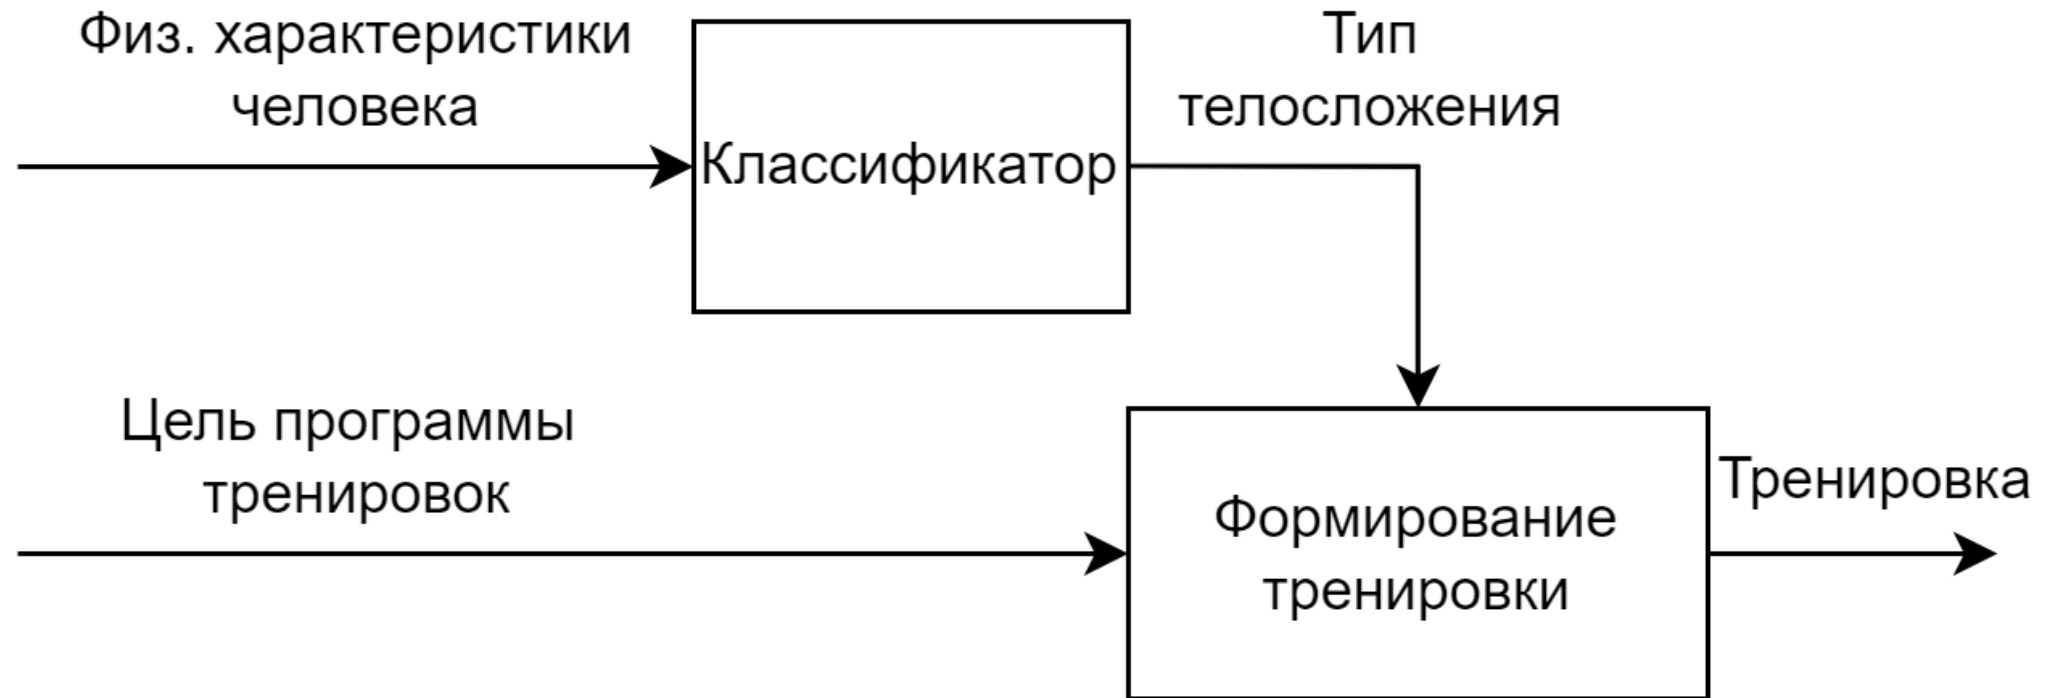 Физ. характеристики
человека
Классификатор
Тип
телосложения
Цель программы
тренировок
Формирование
тренировки
Тренировка